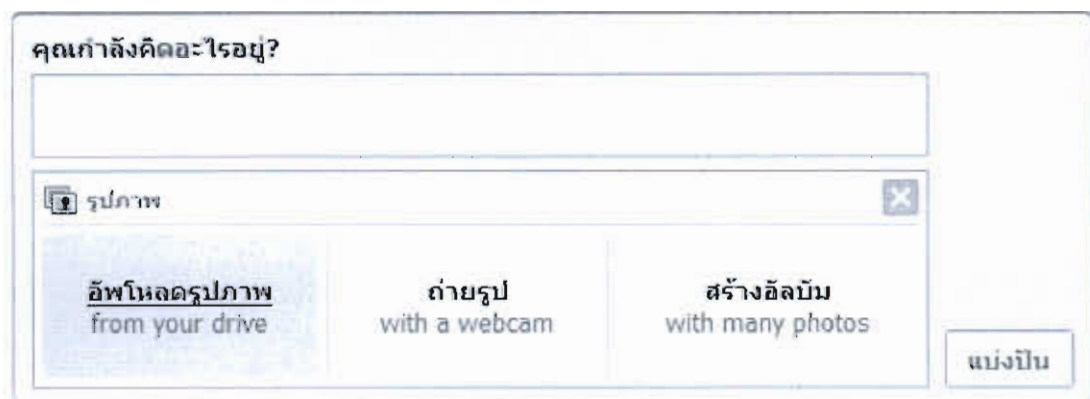 คุณกำลังคิดอะไรอยู่?
รูปภาพ
อัพโหลดรูปภาพ
from your drive
ถ่ายรูป
with a webcam
สร้างอัลบัม
with many photos
แบ่งปัน